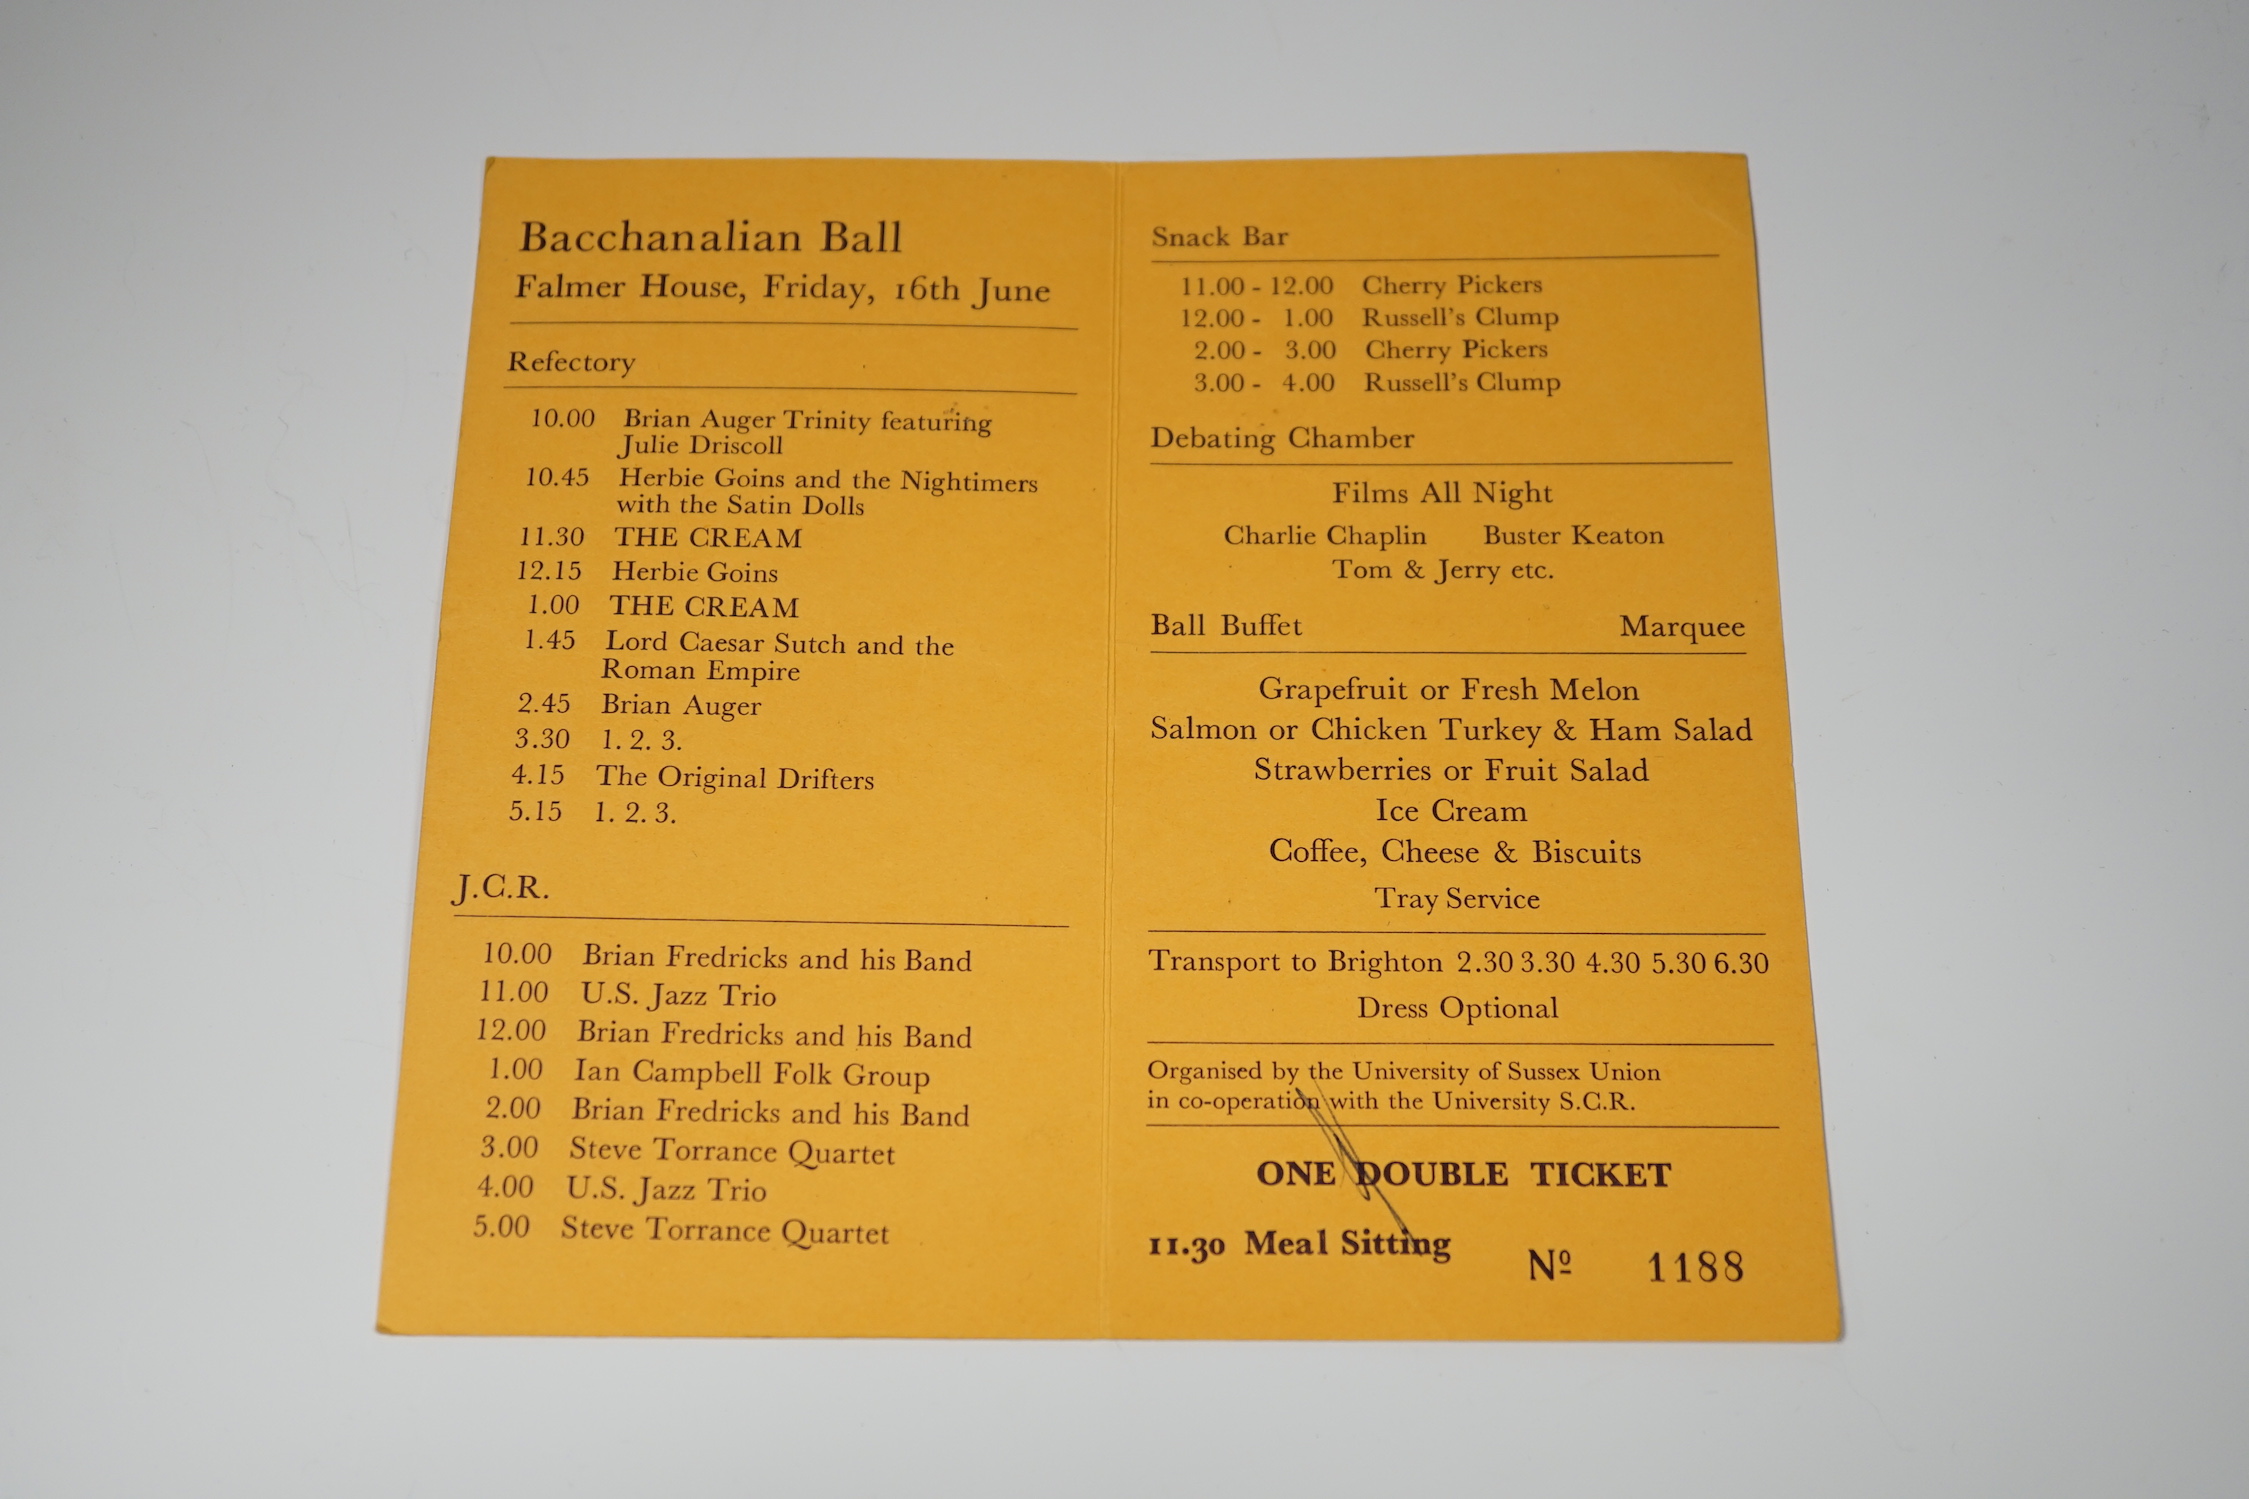 Bacchanalian Ball
Falmer House, Friday, 16th June
Refectory
10.00 Brian Auger Trinity featuring
Julie Driscoll
10.45 Herbie Goins and the Nightimers
with the Satin Dolls
11.30 THE CREAM
12.15 Herbie Goins
1.00 THE CREAM
1.45 Lord Caesar Sutch and the
Roman Empire
2.45 Brian Auger
3.30 1. 2. 3.
4.15 The Original Drifters
5.15 1. 2. 3.
J.C.R.
10.00 Brian Fredricks and his Band
11.00 U.S. Jazz Trio
12.00 Brian Fredricks and his Band
1.00 Ian Campbell Folk Group
2.00 Brian Fredricks and his Band
3.00 Steve Torrance Quartet
4.00 U.S. Jazz Trio
5.00 Steve Torrance Quartet
Snack Bar
11.00 - 12.00 Cherry Pickers
12.00 - 1.00 Russell's Clump
2.00 - 3.00 Cherry Pickers
3.00 - 4.00 Russell's Clump
Debating Chamber
Films All Night
Charlie Chaplin Buster Keaton
Tom & Jerry etc.
Ball Buffet Marquee
Grapefruit or Fresh Melon
Salmon or Chicken Turkey & Ham Salad
Strawberries or Fruit Salad
Ice Cream
Coffee, Cheese & Biscuits
Tray Service
Transport to Brighton 2.30 3.30 4.30 5.30 6.30
Dress Optional
Organised by the University of Sussex Union
in co-operation with the University S.C.R.
ONE DOUBLE TICKET
11.30 Meal Sitting
Nº 1188